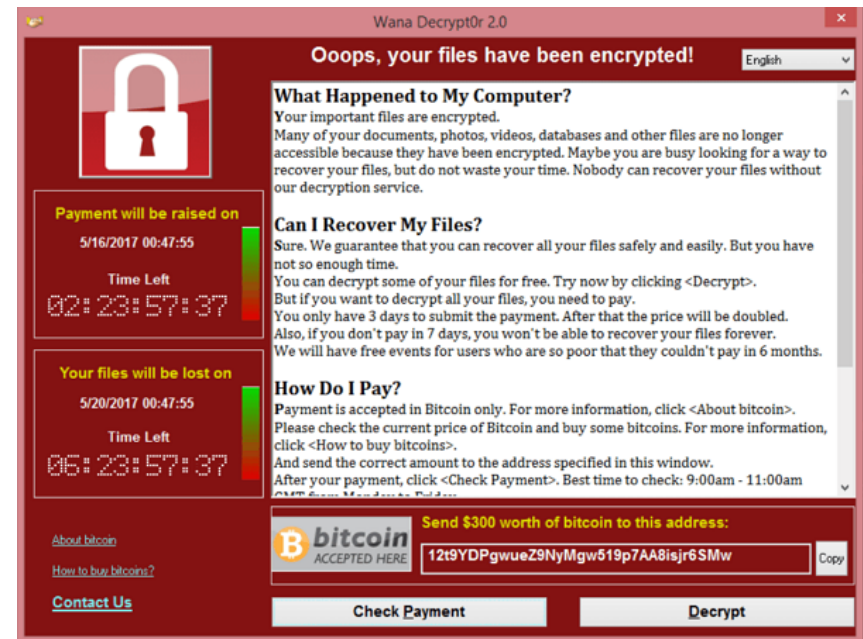 Wana Decrypt0r 2.0
Ooops, your files have been encrypted!
English
What Happened to My Computer?
Your important files are encrypted.
Many of your documents, photos, videos, databases and other files are no longer
accessible because they have been encrypted. Maybe you are busy looking for a way to
recover your files, but do not waste your time. Nobody can recover your files without
our decryption service.
Can I Recover My Files?
Sure. We guarantee that you can recover all your files safely and easily. But you have
not so enough time.
You can decrypt some of your files for free. Try now by clicking <Decrypt>.
But if you want to decrypt all your files, you need to pay.
You only have 3 days to submit the payment. After that the price will be doubled.
Also, if you don't pay in 7 days, you won't be able to recover your files forever.
We will have free events for users who are so poor that they couldn't pay in 6 months.
How Do I Pay?
Payment is accepted in Bitcoin only. For more information, click <About bitcoin>.
Please check the current price of Bitcoin and buy some bitcoins. For more information,
click <How to buy bitcoins>.
And send the correct amount to the address specified in this window.
After your payment, click <Check Payment>. Best time to check: 9:00am - 11:00am
GMT from Monday to Friday.
Payment will be raised on
5/16/2017 00:47:55
Time Left
02:23:57:37
Your files will be lost on
5/20/2017 00:47:55
Time Left
06:23:57:37
About bitcoin
How to buy bitcoins?
Contact Us
bitcoin
ACCEPTED HERE
Send $300 worth of bitcoin to this address:
12t9YDPgwueZ9NyMgw519p7AA8isjr6SMw
Copy
Check Payment
Decrypt